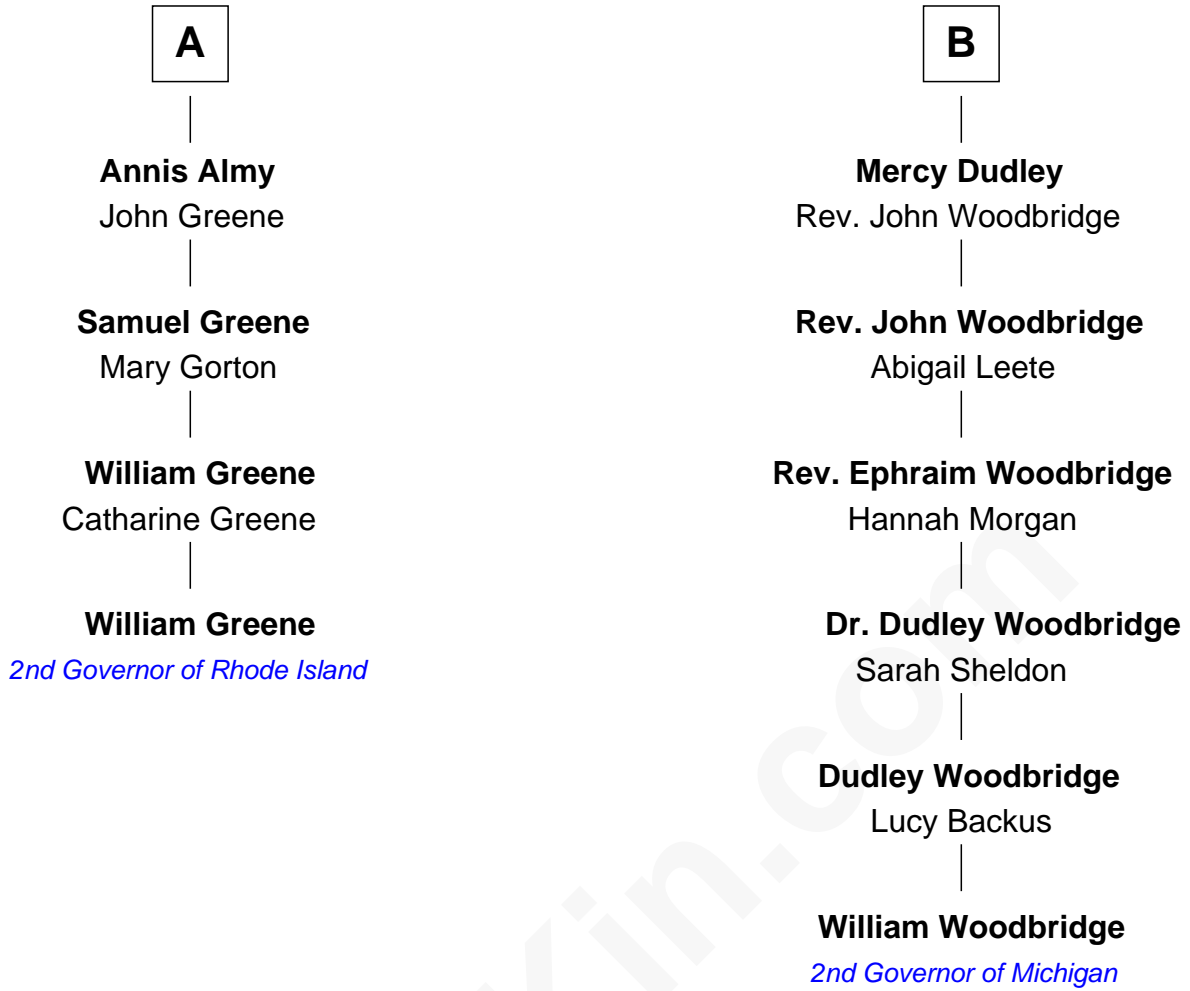 A
Annis Almy
John Greene
Samuel Greene
Mary Gorton
William Greene
Catharine Greene
William Greene
2nd Governor of Rhode Island
B
Mercy Dudley
Rev. John Woodbridge
Rev. John Woodbridge
Abigail Leete
Rev. Ephraim Woodbridge
Hannah Morgan
Dr. Dudley Woodbridge
Sarah Sheldon
Dudley Woodbridge
Lucy Backus
William Woodbridge
2nd Governor of Michigan
Kin.com